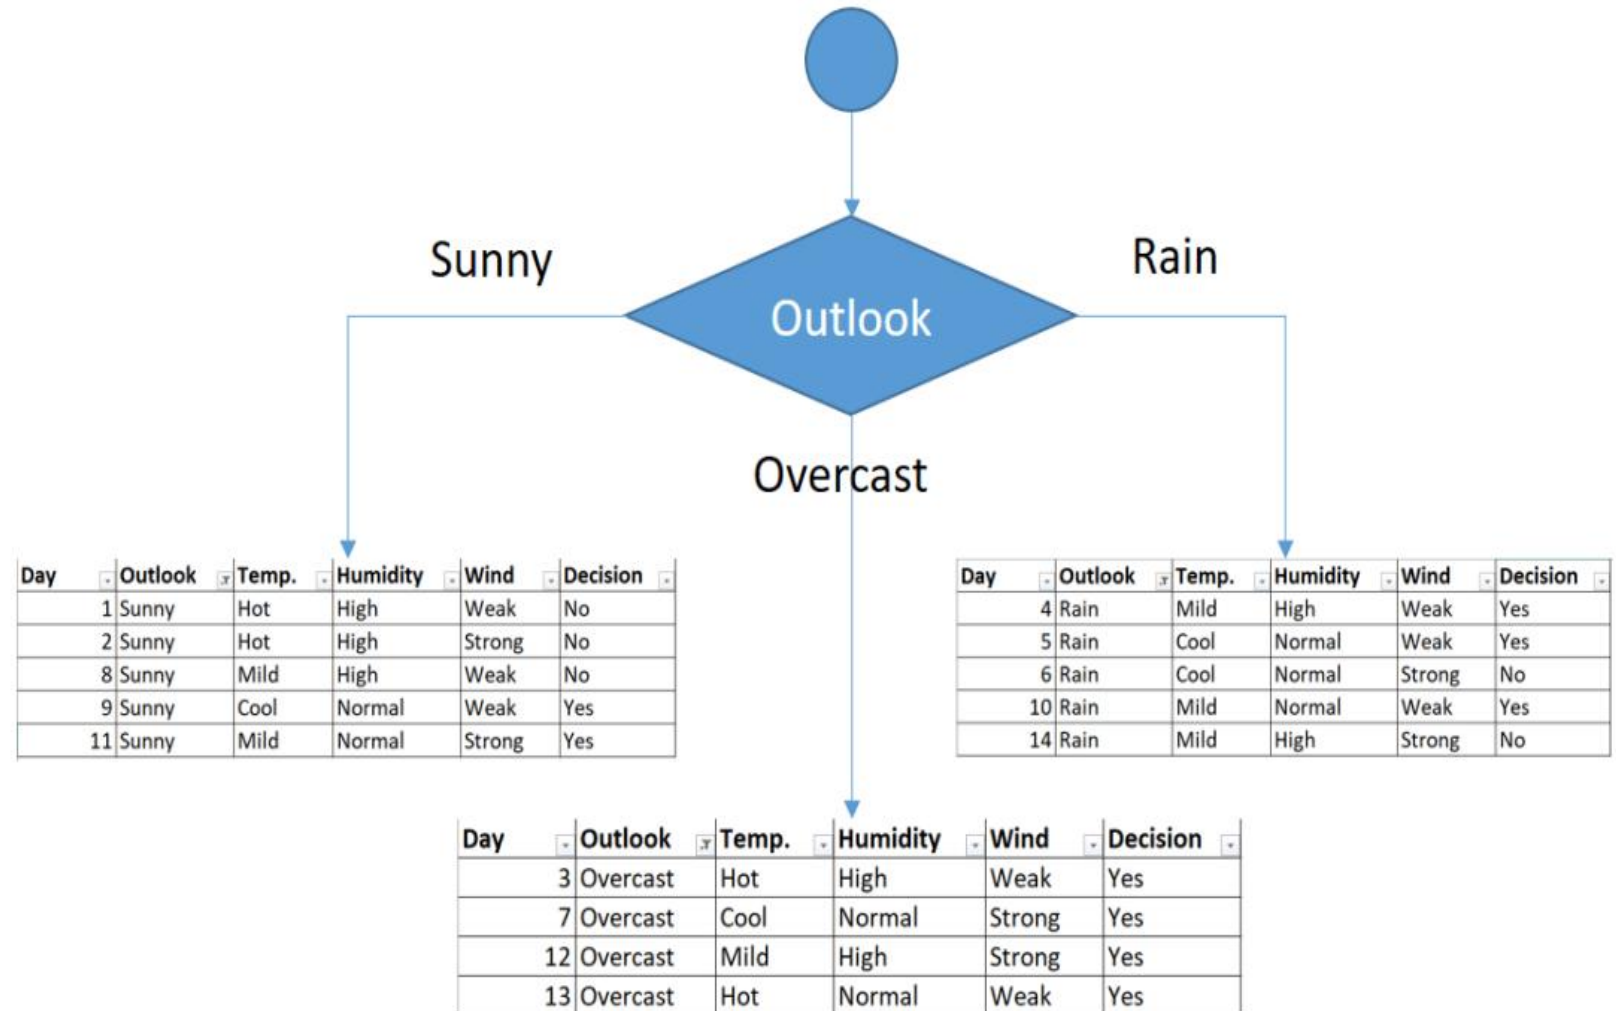 Sunny
Rain
Outlook
Overcast
Day Outlook Temp. Humidity Wind Decision
1 Sunny Hot High Weak No
2 Sunny Hot High Strong No
8 Sunny Mild High Weak No
9 Sunny Cool Normal Weak Yes
11 Sunny Mild Normal Strong Yes
Day Outlook Temp. Humidity Wind Decision
4 Rain Mild High Weak Yes
5 Rain Cool Normal Weak Yes
6 Rain Cool Normal Strong No
10 Rain Mild Normal Weak Yes
14 Rain Mild High Strong No
Day Outlook Temp. Humidity Wind Decision
3 Overcast Hot High Weak Yes
7 Overcast Cool Normal Strong Yes
12 Overcast Mild High Strong Yes
13 Overcast Hot Normal Weak Yes